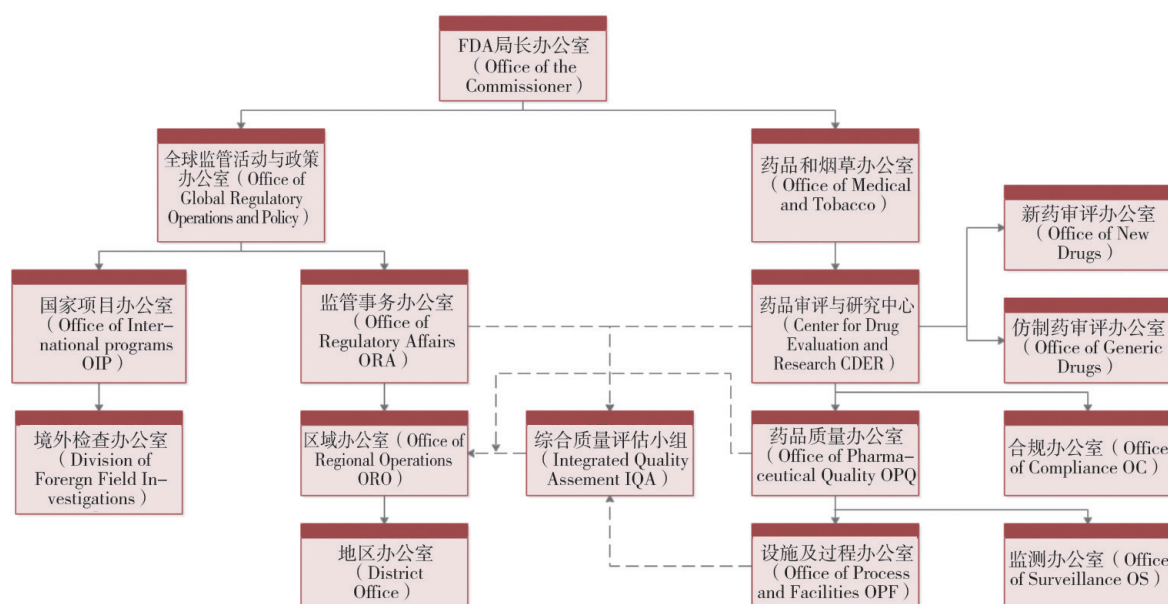 FDA局长办公室
（Office of the
Commissioner）
全球监管活动与政策
办公室（Office of
Global Regulatory
Operations and Policy）
药品和烟草办公室
（Office of Medical
and Tobacco）
新药审评办公室
（Office of New
Drugs）
国家项目办公室
（Office of Inter-
national programs
OIP）
监管事务办公室
（Office of
Regulatory Affairs
ORA）
药品审评与研究中心
（Center for Drug
Evaluation and
Research CDER）
仿制药审评办公室
（Office of Generic
Drugs）
境外检查办公室
（Division of
Forergn Field In-
vestigations）
区域办公室（Office of
Regional Operations
ORO）
综合质量评估小组
（Integrated Quality
Assement IQA）
药品质量办公室
（Office of Pharma-
ceutical Quality OPQ
合规办公室（Office
of Compliance OC）
地区办公室
（District
Office）
设施及过程办公室
（Office of Process
and Facilities OPF）
监测办公室（Office
of Surveillance OS）